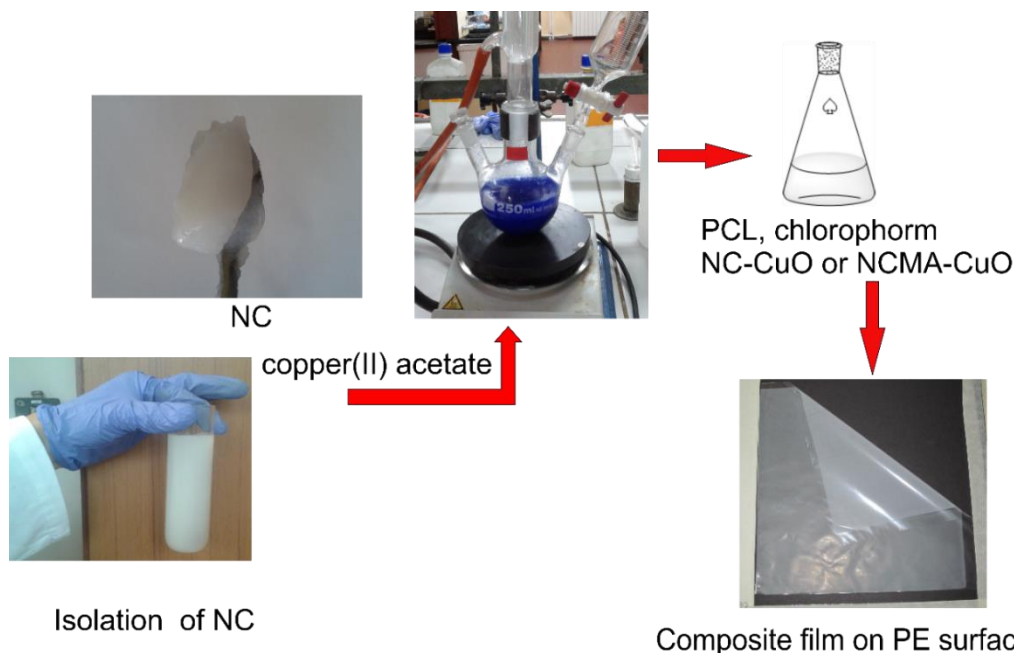 NC
Isolation of NC
copper(II) acetate
250ml
PCL, chlorophorm
NC-CuO or NCMA-CuO
Composite film on PE surfac